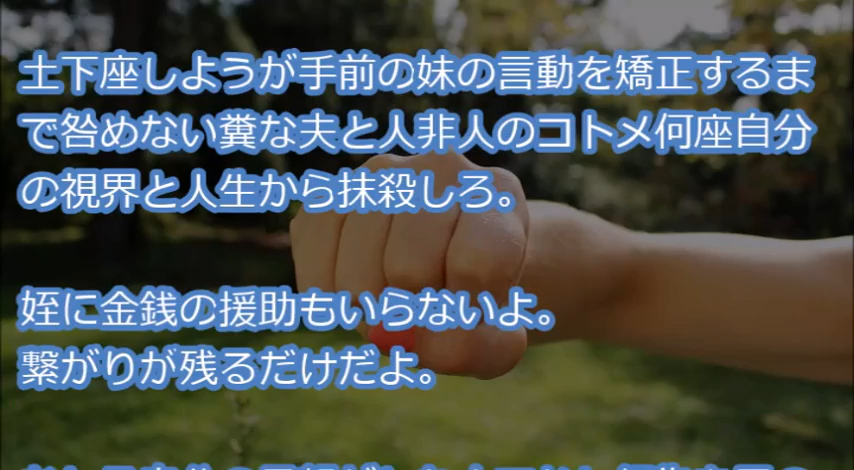 土下座しようが手前の妹の言動を矯正するま
で咎めない糞な夫と人非人のコトメ何座自分
の視界と人生から抹殺しろ。
姪に金銭の援助もいらないよ。
繋がりが残るだけだよ。